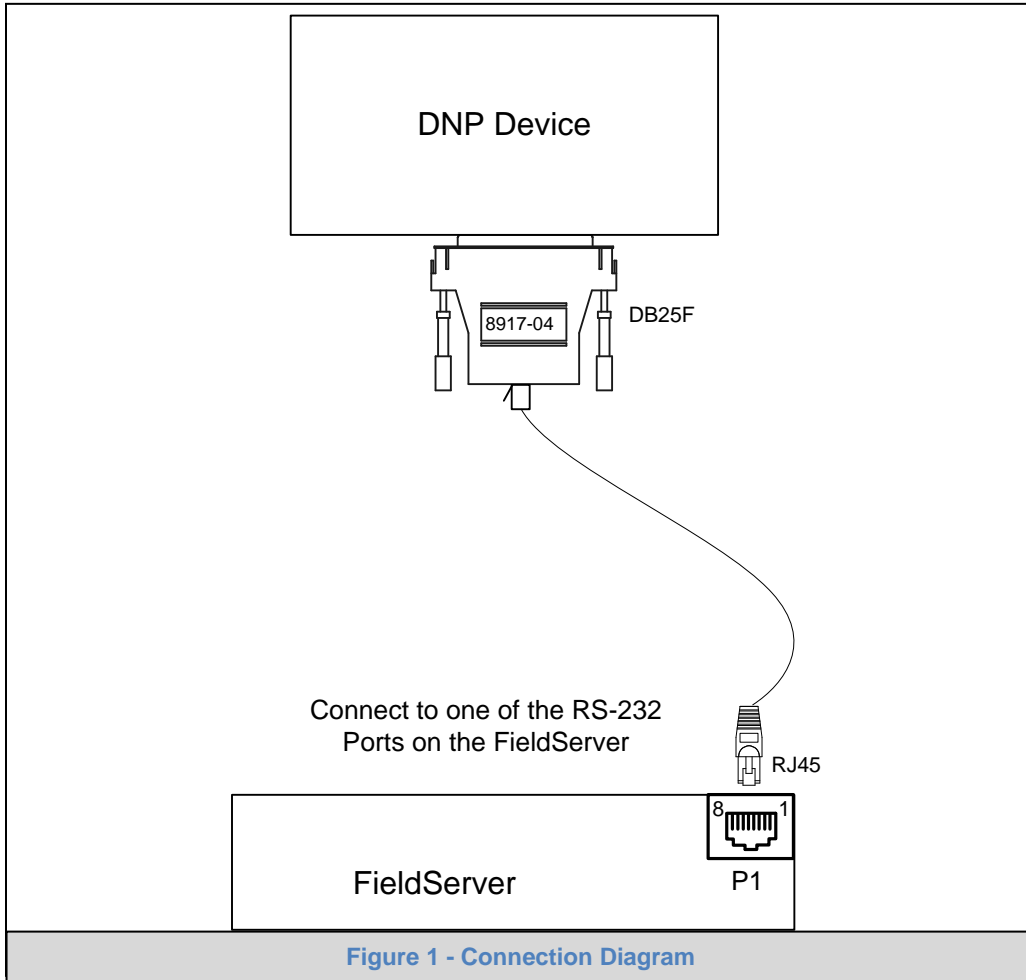 DNP Device
8917-04
DB25F
Connect to one of the RS-232
Ports on the FieldServer
RJ45
8
1
FieldServer
P1
Figure 1 - Connection Diagram